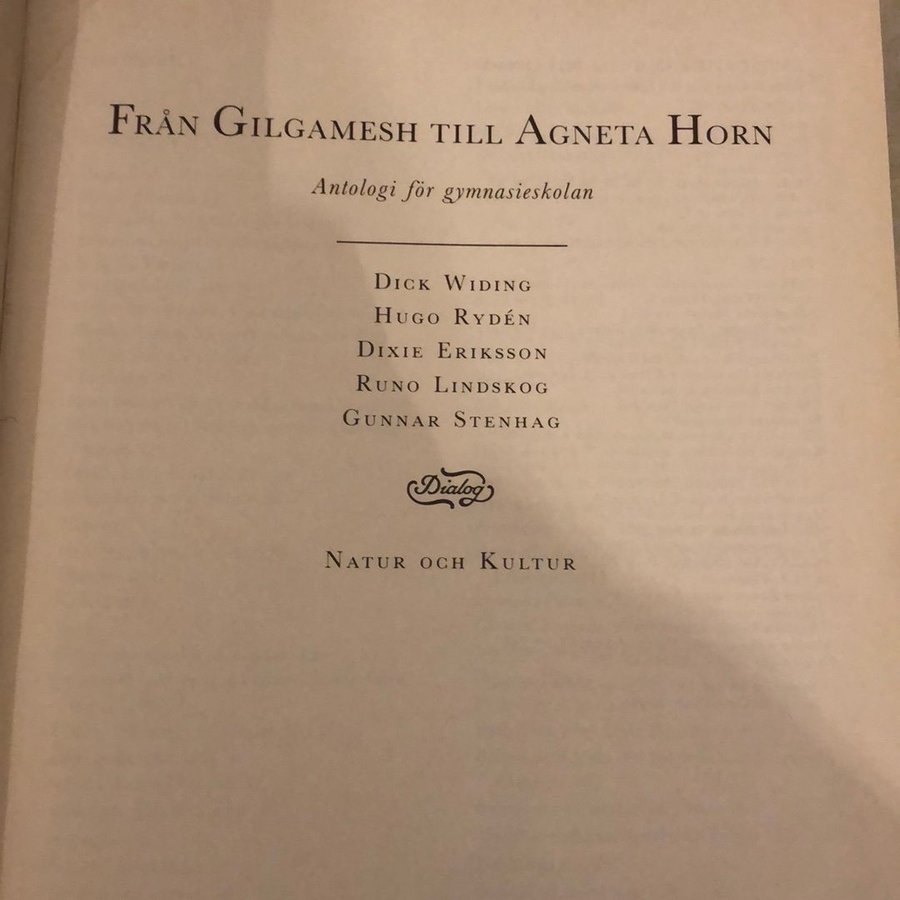 FRÅN GILGAMESH TILL AGNETA HORN
Antologi för gymnasieskolan
DICK WIDING
HUGO RYDÉN
DIXIE ERIKSSON
RUNO LINDSKOG
GUNNAR STENHAG
Dialog
NATUR OCH KULTUR